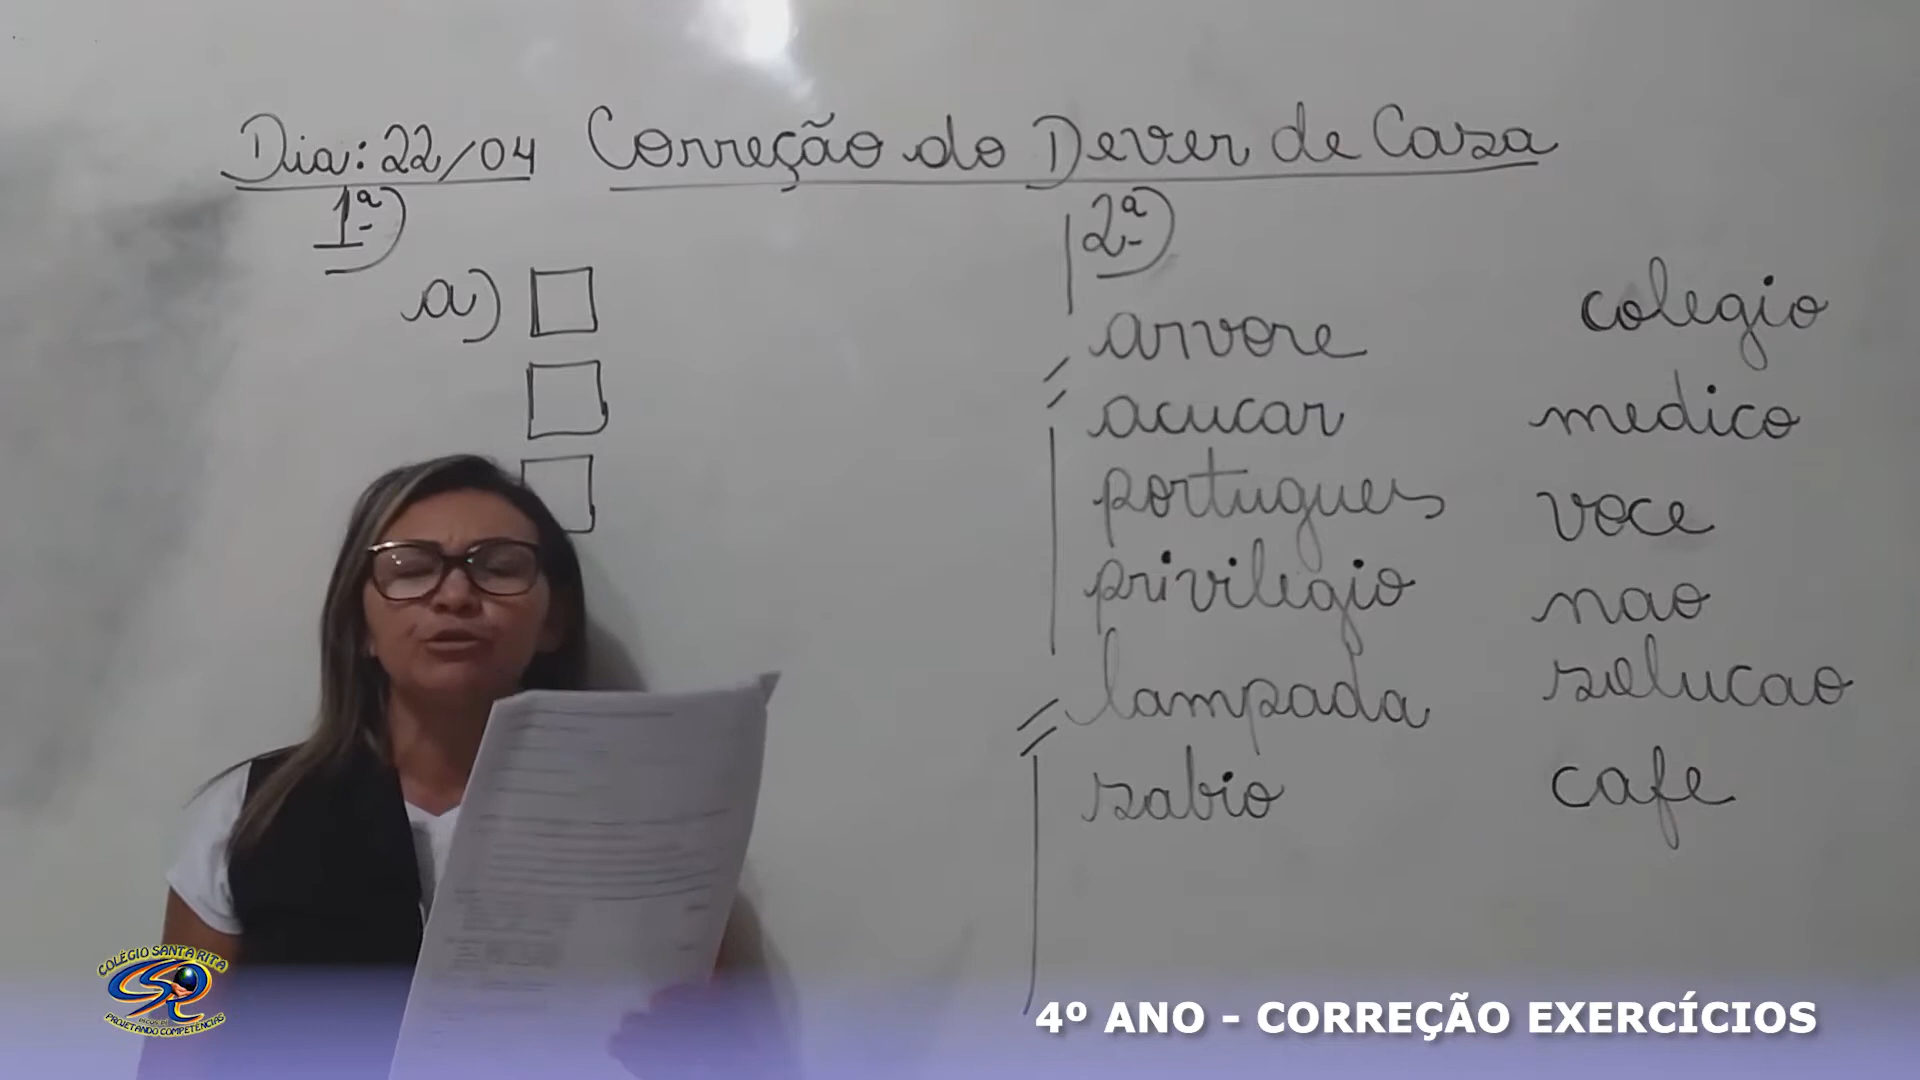 Dia: 22/04 Correção do Dever de Casa
1ª)
a)
2ª)
arvore
acucar
portugues
privilegio
lampada
sabio
colegio
medico
voce
nao
solucao
cafe
COLÉGIO SANTA RITA
PROJETANDO COMPETÊNCIAS
4º ANO - CORREÇÃO EXERCÍCIOS